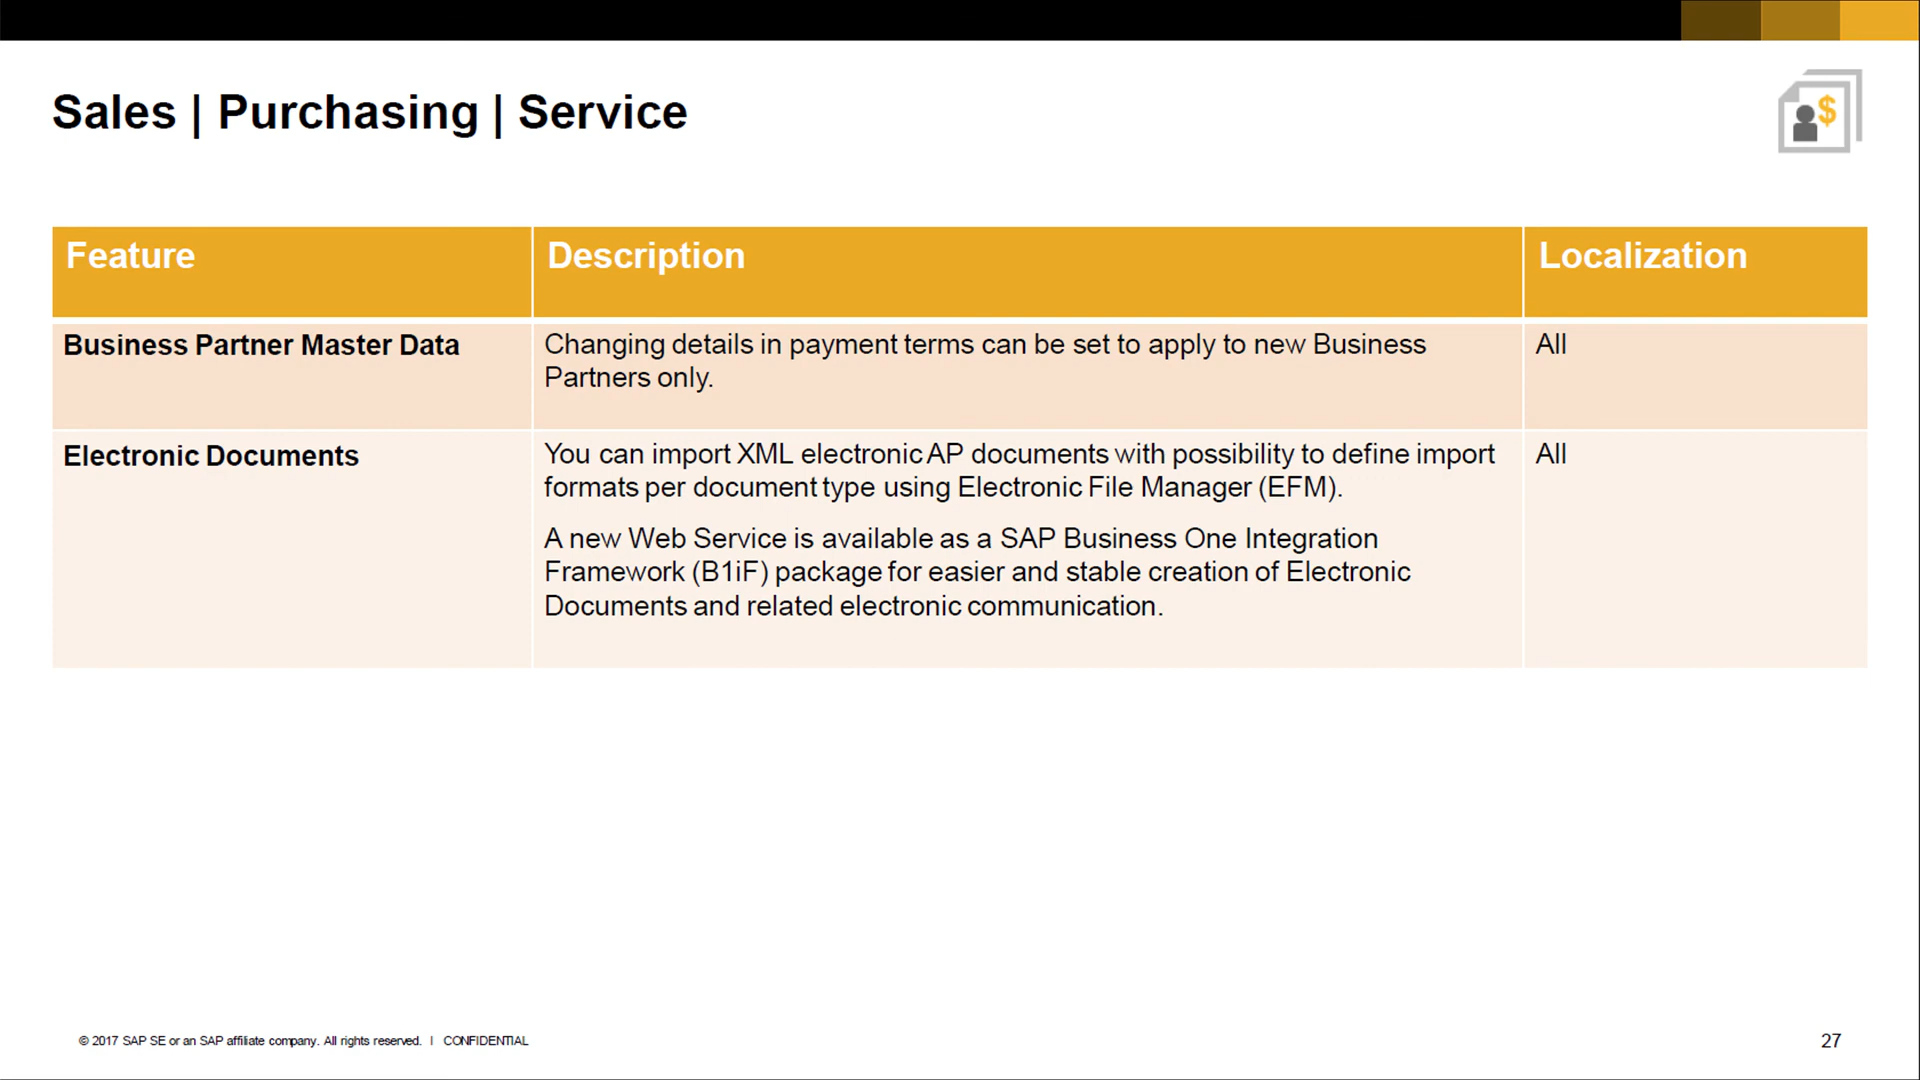 Sales | Purchasing | Service
$
Feature
Description
Localization
Business Partner Master Data
Changing details in payment terms can be set to apply to new Business
Partners only.
All
Electronic Documents
You can import XML electronic AP documents with possibility to define import
formats per document type using Electronic File Manager (EFM).
A new Web Service is available as a SAP Business One Integration
Framework (B1iF) package for easier and stable creation of Electronic
Documents and related electronic communication.
All
© 2017 SAP SE or an SAP affiliate company. All rights reserved. | CONFIDENTIAL
27